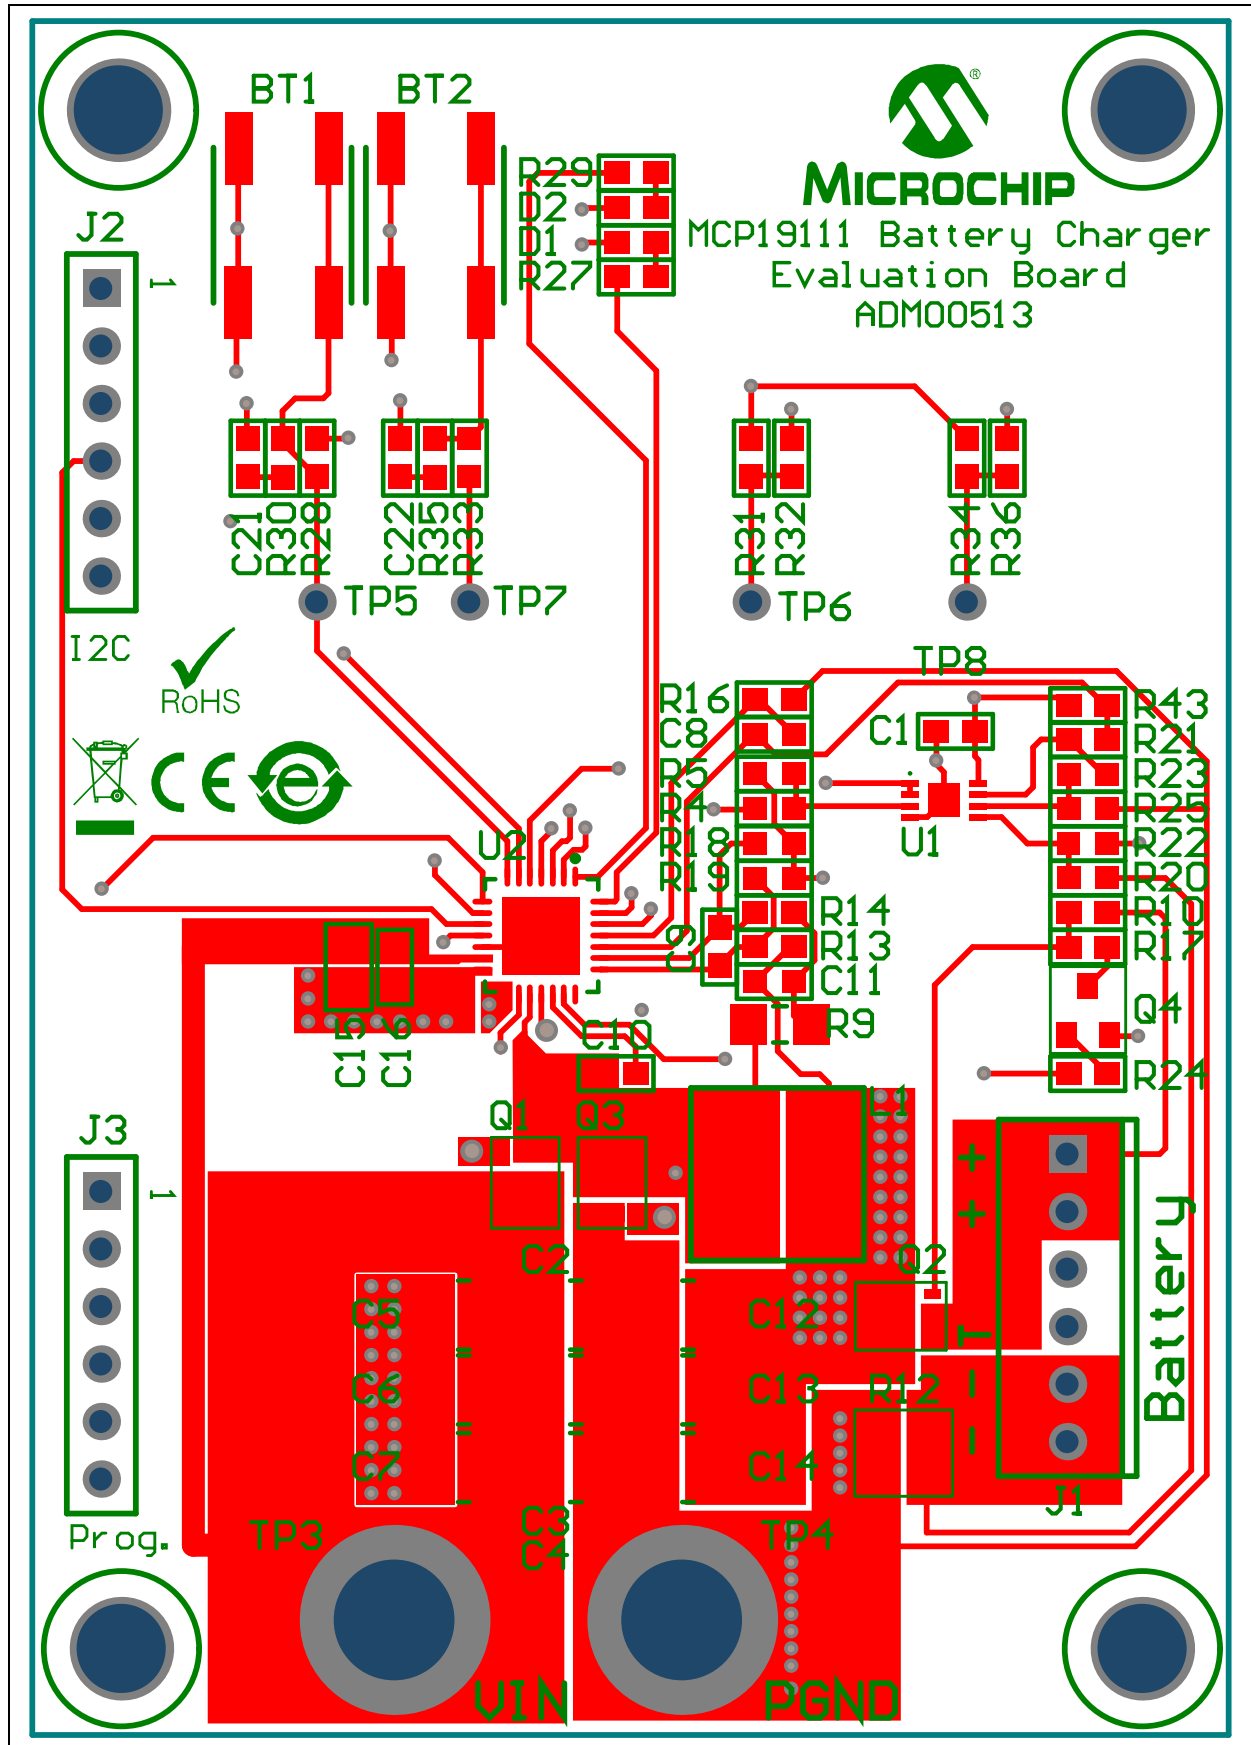 BT1 BT2
®
MICROCHIP
MCP19111 Battery Charger
Evaluation Board
ADM00513
R29
D2
D1
R27
J2
1
C21
R30
R28
C22
R35
R33
R31
R32
R34
R36
TP5
TP7
TP6
TP8
I2C
RoHS
CE
e
R16
C8
R5
R4
R18
R19
C9
R14
R13
C11
R9
C1
U1
R43
R21
R23
R25
R22
R20
R10
R17
Q4
R24
U2
C15
C16
C10
Q1
Q3
L1
J3
1
C2
C5
C6
C7
C3
C4
C12
C13
C14
Q2
R12
+
+
T
-
-
Battery
J1
Prog.
TP3
TP4
VIN
PGND